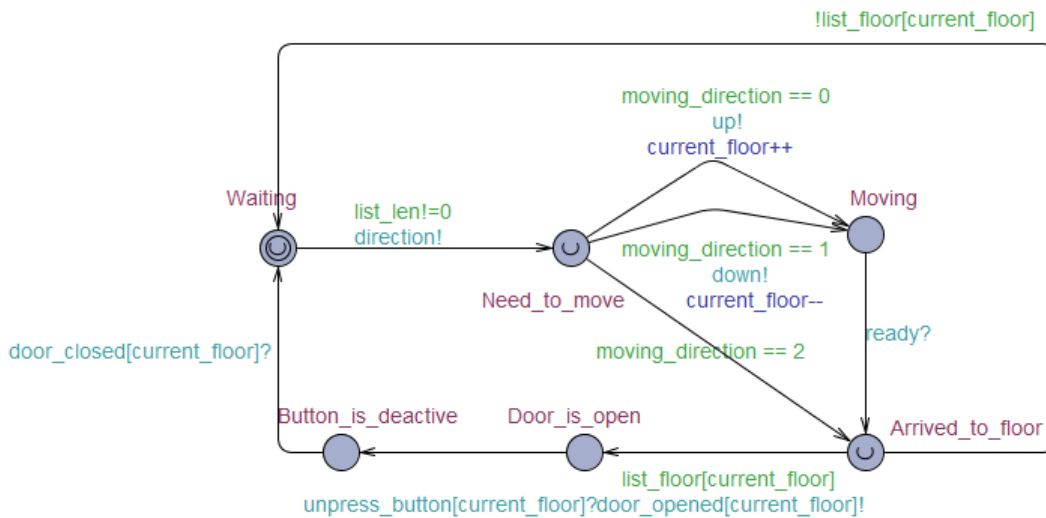 !list_floor[current_floor]
moving_direction == 0
up!
current_floor++
Waiting
Moving
list_len!=0
direction!
moving_direction == 1
down!
current_floor--
Need_to_move
ready?
door_closed[current_floor]?
moving_direction == 2
Button_is_deactive
Door_is_open
Arrived_to_floor
list_floor[current_floor]
unpress_button[current_floor]?door_opened[current_floor]!